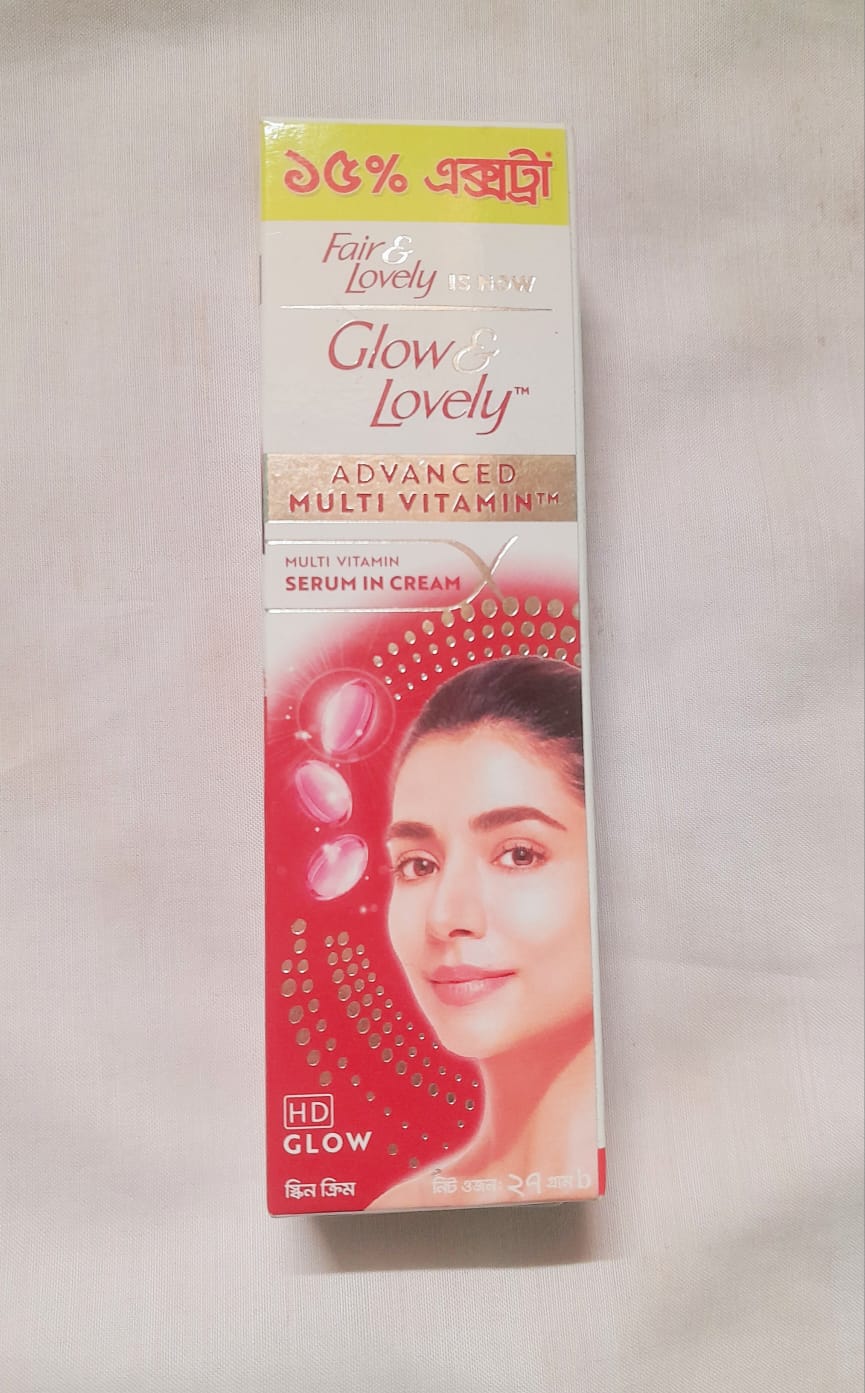 ১৫% এক্সট্রা*
Fair &
Lovely IS NOW
Glow &
Lovely™
ADVANCED
MULTI VITAMIN™
MULTI VITAMIN
SERUM IN CREAM
HD
GLOW
স্কিন ক্রিম নিট ওজন: ২৭ গ্রাম b